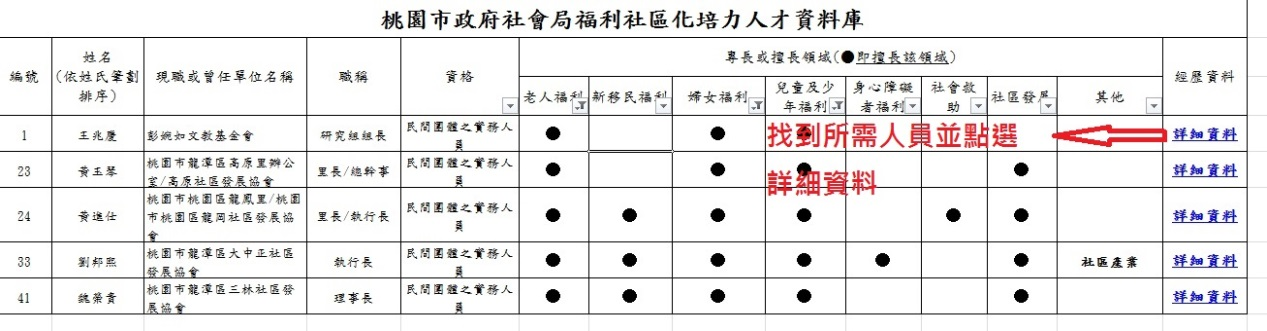 桃園市政府社會局福利社區化培力人才資料庫
編號 姓名(依姓氏筆劃排序) 現職或曾任單位名稱 職稱 資格 專長或擅長領域(●即擅長該領域) 經歷資料
老人福利 新移民福利 婦女福利 兒童及少年福利 身心障礙者福利 社會救助 社區發展 其他
1 王兆慶 彭婉如文教基金會 研究組組長 民間團體之實務人員 ● ● ● 詳細資料
找到所需人員並點選
詳細資料
23 黃玉琴 桃園市龍潭區高原里辦公室/高原社區發展協會 里長/總幹事 民間團體之實務人員 ● ● ● ● 詳細資料
24 黃進仕 桃園市桃園區龍鳳里/桃園市桃園區龍岡社區發展協會 里長/執行長 民間團體之實務人員 ● ● ● ● ● ● 詳細資料
33 劉邦熙 桃園市龍潭區大中正社區發展協會 執行長 民間團體之實務人員 ● ● ● ● ● ● 社區產業 詳細資料
41 魏榮貴 桃園市龍潭區三林社區發展協會 理事長 民間團體之實務人員 ● ● ● ● ● 詳細資料